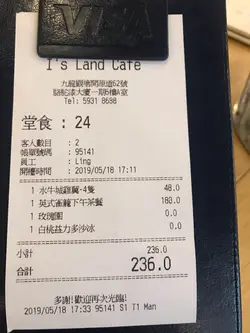 VISA
I's Land Cafe
九龍觀塘開源道62號
駱駝漆大廈一期5樓A室
Tel: 5931 8688
堂食 : 24
客人數目 : 2
帳單號碼 : 95141
員工 : Ling
開檯時間 : 2019/05/18 17:11
1 水牛城雞翼-4隻 48.0
1 英式雀籠下午茶餐 188.0
1 玫瑰園 0.0
1 白桃益力多沙冰 0.0
小計 236.0
合計 236.0
多謝!歡迎再次光臨!
2019/05/18 17:33 95141 S1 T1 Man